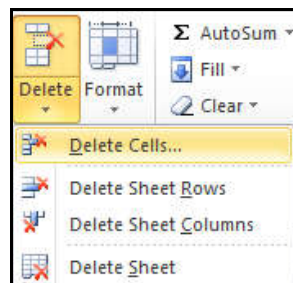 Σ AutoSum
Fill
Delete Format
Clear
Delete Cells...
Delete Sheet Rows
Delete Sheet Columns
Delete Sheet